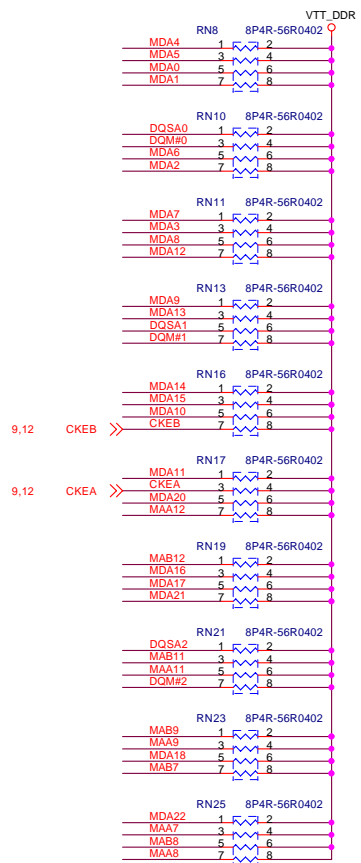 VTT_DDR
RN8 8P4R-56R0402
MDA4 1 2
MDA5 3 4
MDA0 5 6
MDA1 7 8
RN10 8P4R-56R0402
DQSA0 1 2
DQM#0 3 4
MDA6 5 6
MDA2 7 8
RN11 8P4R-56R0402
MDA7 1 2
MDA3 3 4
MDA8 5 6
MDA12 7 8
RN13 8P4R-56R0402
MDA9 1 2
MDA13 3 4
DQSA1 5 6
DQM#1 7 8
RN16 8P4R-56R0402
MDA14 1 2
MDA15 3 4
MDA10 5 6
9,12 CKEB CKEB 7 8
RN17 8P4R-56R0402
MDA11 1 2
9,12 CKEA CKEA 3 4
MDA20 5 6
MAA12 7 8
RN19 8P4R-56R0402
MAB12 1 2
MDA16 3 4
MDA17 5 6
MDA21 7 8
RN21 8P4R-56R0402
DQSA2 1 2
MAB11 3 4
MAA11 5 6
DQM#2 7 8
RN23 8P4R-56R0402
MAB9 1 2
MAA9 3 4
MDA18 5 6
MAB7 7 8
RN25 8P4R-56R0402
MDA22 1 2
MAA7 3 4
MAB8 5 6
MAA8 7 8